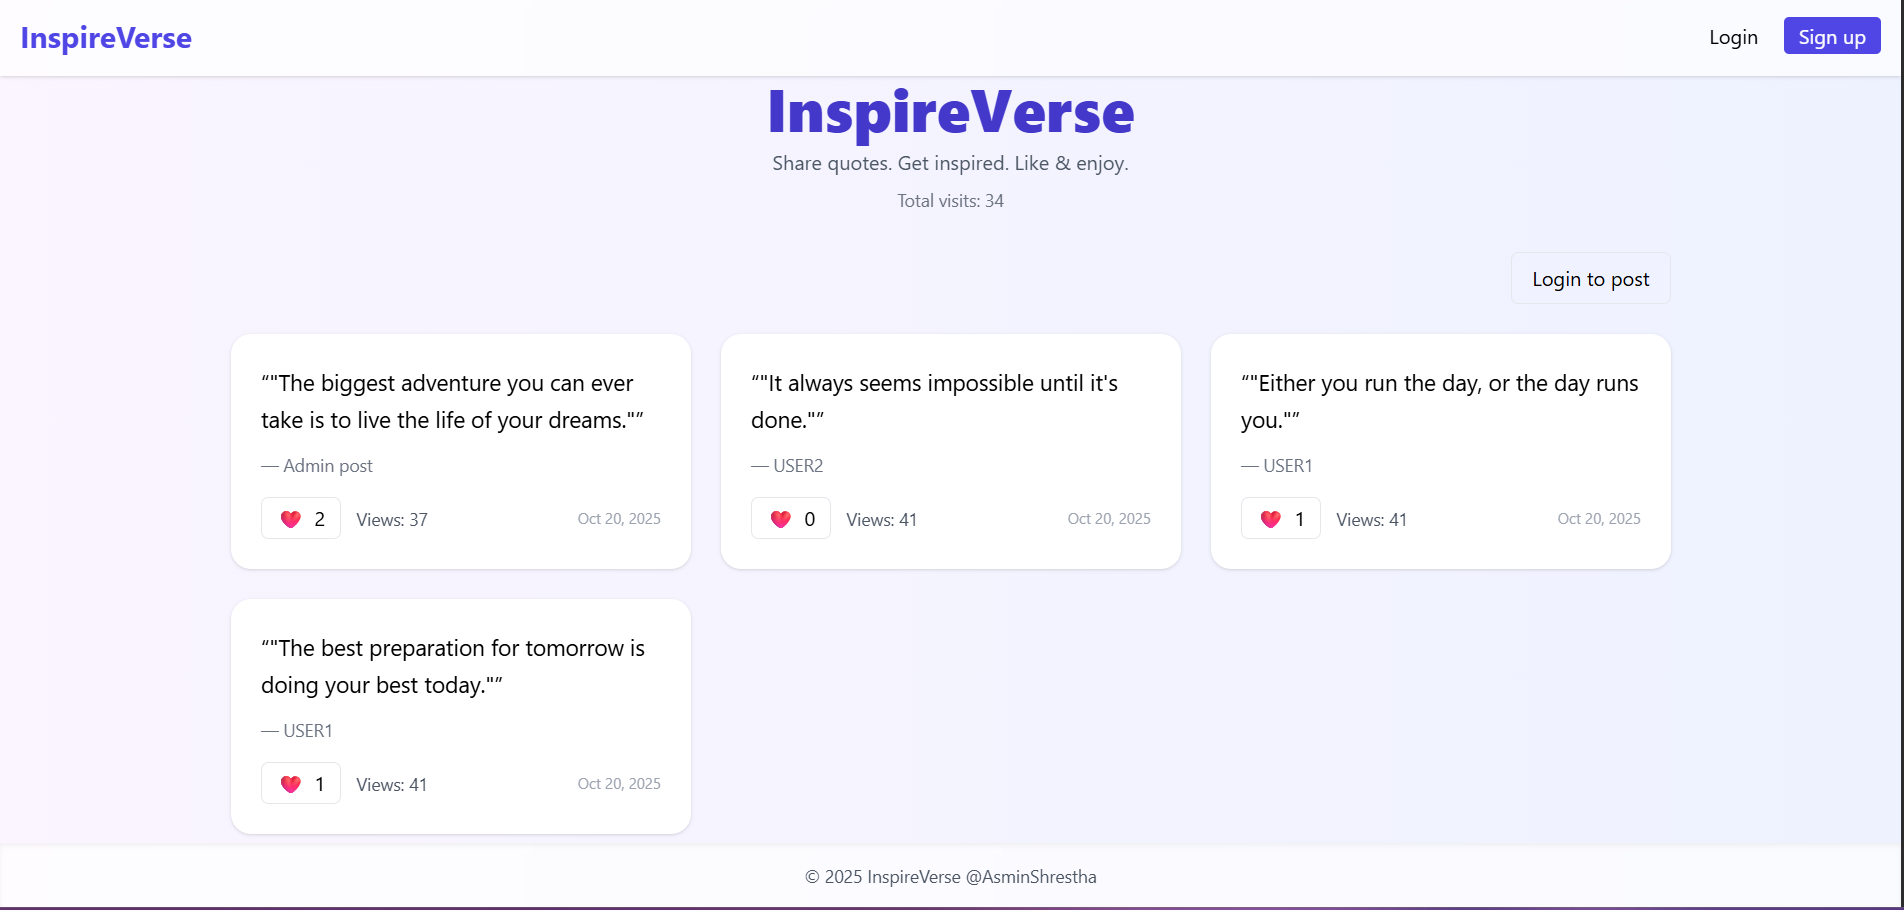 InspireVerse
Login
Sign up
InspireVerse
Share quotes. Get inspired. Like & enjoy.
Total visits: 34
Login to post
“"The biggest adventure you can ever
take is to live the life of your dreams."”
— Admin post
2
Views: 37
Oct 20, 2025
“"It always seems impossible until it's
done."”
— USER2
0
Views: 41
Oct 20, 2025
“"Either you run the day, or the day runs
you."”
— USER1
1
Views: 41
Oct 20, 2025
“"The best preparation for tomorrow is
doing your best today."”
— USER1
1
Views: 41
Oct 20, 2025
© 2025 InspireVerse @AsminShrestha